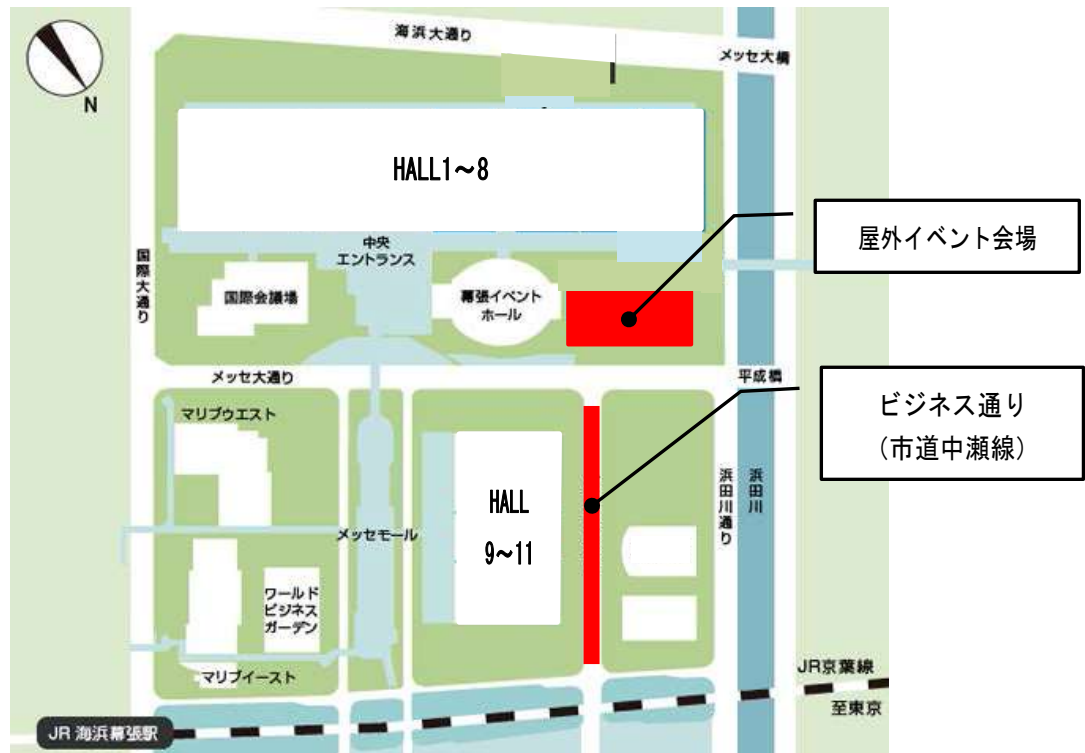 海浜大通り
メッセ大橋
N
HALL1～8
屋外イベント会場
中央
エントランス
国際大通り
国際会議場
幕張イベント
ホール
メッセ大通り
平成橋
ビジネス通り
(市道中瀬線)
マリブウエスト
HALL
9～11
浜田川通り
浜田川
メッセモール
ワールド
ビジネス
ガーデン
マリブイースト
JR京葉線
至東京
JR 海浜幕張駅